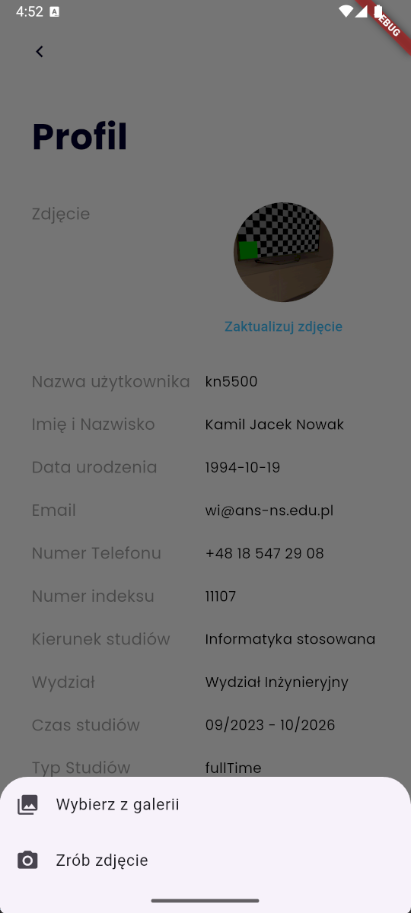 4:52
DEBUG
Profil
Zdjęcie
Zaktualizuj zdjęcie
Nazwa użytkownika kn5500
Imię i Nazwisko Kamil Jacek Nowak
Data urodzenia 1994-10-19
Email wi@ans-ns.edu.pl
Numer Telefonu +48 18 547 29 08
Numer indeksu 11107
Kierunek studiów Informatyka stosowana
Wydział Wydział Inżynieryjny
Czas studiów 09/2023 - 10/2026
Typ Studiów fullTime
Wybierz z galerii
Zrób zdjęcie